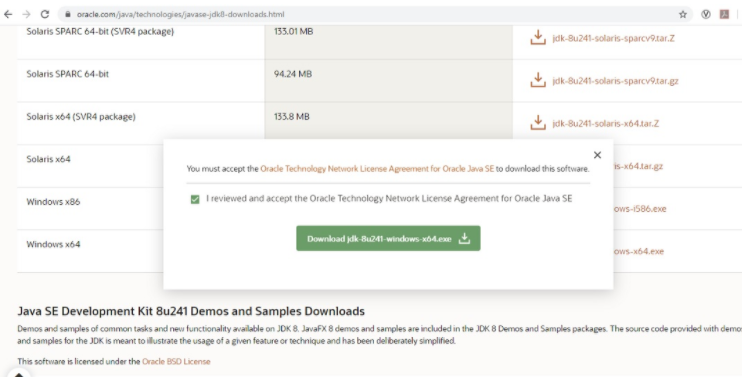 oracle.com/java/technologies/javase-jdk8-downloads.html
Solaris SPARC 64-bit (SVR4 package) 133.01 MB jdk-8u241-solaris-sparcv9.tar.Z
Solaris SPARC 64-bit 94.24 MB jdk-8u241-solaris-sparcv9.tar.gz
Solaris x64 (SVR4 package) 133.8 MB jdk-8u241-solaris-x64.tar.Z
Solaris x64 is-x64.tar.gz
You must accept the Oracle Technology Network License Agreement for Oracle Java SE to download this software.
I reviewed and accept the Oracle Technology Network License Agreement for Oracle Java SE
Windows x86 ows-i586.exe
Download jdk-8u241-windows-x64.exe
Windows x64 ows-x64.exe
Java SE Development Kit 8u241 Demos and Samples Downloads
Demos and samples of common tasks and new functionality available on JDK 8. JavaFX 8 demos and samples are included in the JDK 8 Demos and Samples packages. The source code provided with demos
and samples for the JDK is meant to illustrate the usage of a given feature or technique and has been deliberately simplified.
This software is licensed under the Oracle BSD License